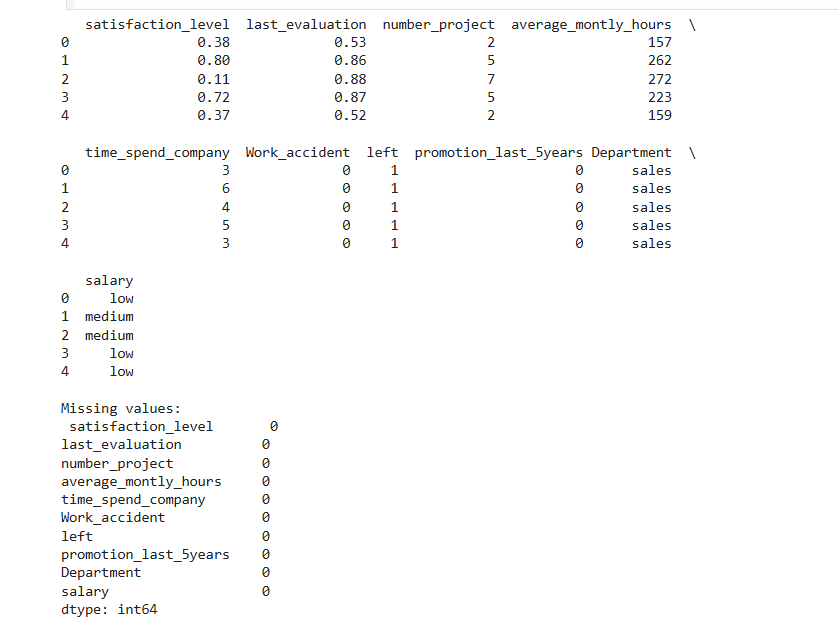 satisfaction_level  last_evaluation  number_project  average_montly_hours  \
0                0.38             0.53               2                   157
1                0.80             0.86               5                   262
2                0.11             0.88               7                   272
3                0.72             0.87               5                   223
4                0.37             0.52               2                   159

   time_spend_company  Work_accident  left  promotion_last_5years Department  \
0                   3              0     1                      0      sales
1                   6              0     1                      0      sales
2                   4              0     1                      0      sales
3                   5              0     1                      0      sales
4                   3              0     1                      0      sales

   salary
0     low
1  medium
2  medium
3     low
4     low

Missing values:
 satisfaction_level       0
last_evaluation          0
number_project           0
average_montly_hours     0
time_spend_company       0
Work_accident            0
left                     0
promotion_last_5years    0
Department               0
salary                   0
dtype: int64